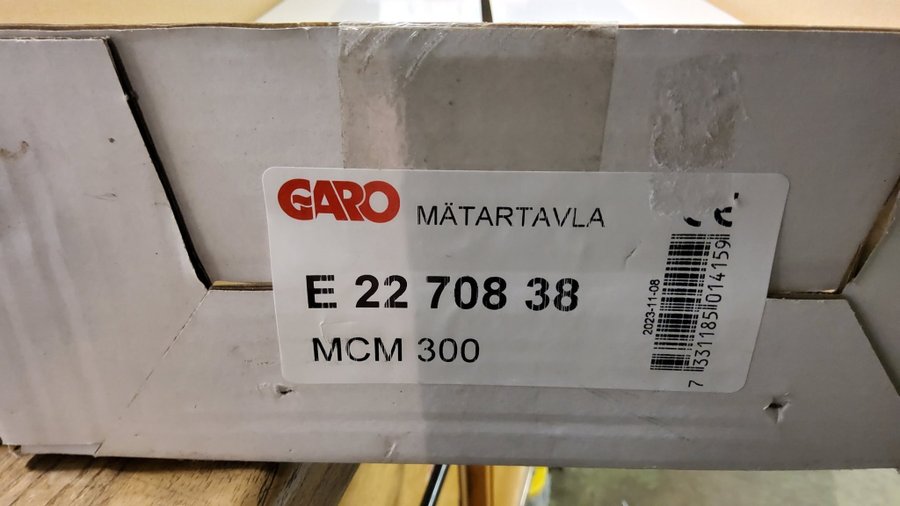 GARO
MÄTARTAVLA
E 22 708 38
MCM 300
2023-11-08
7 331185 014159